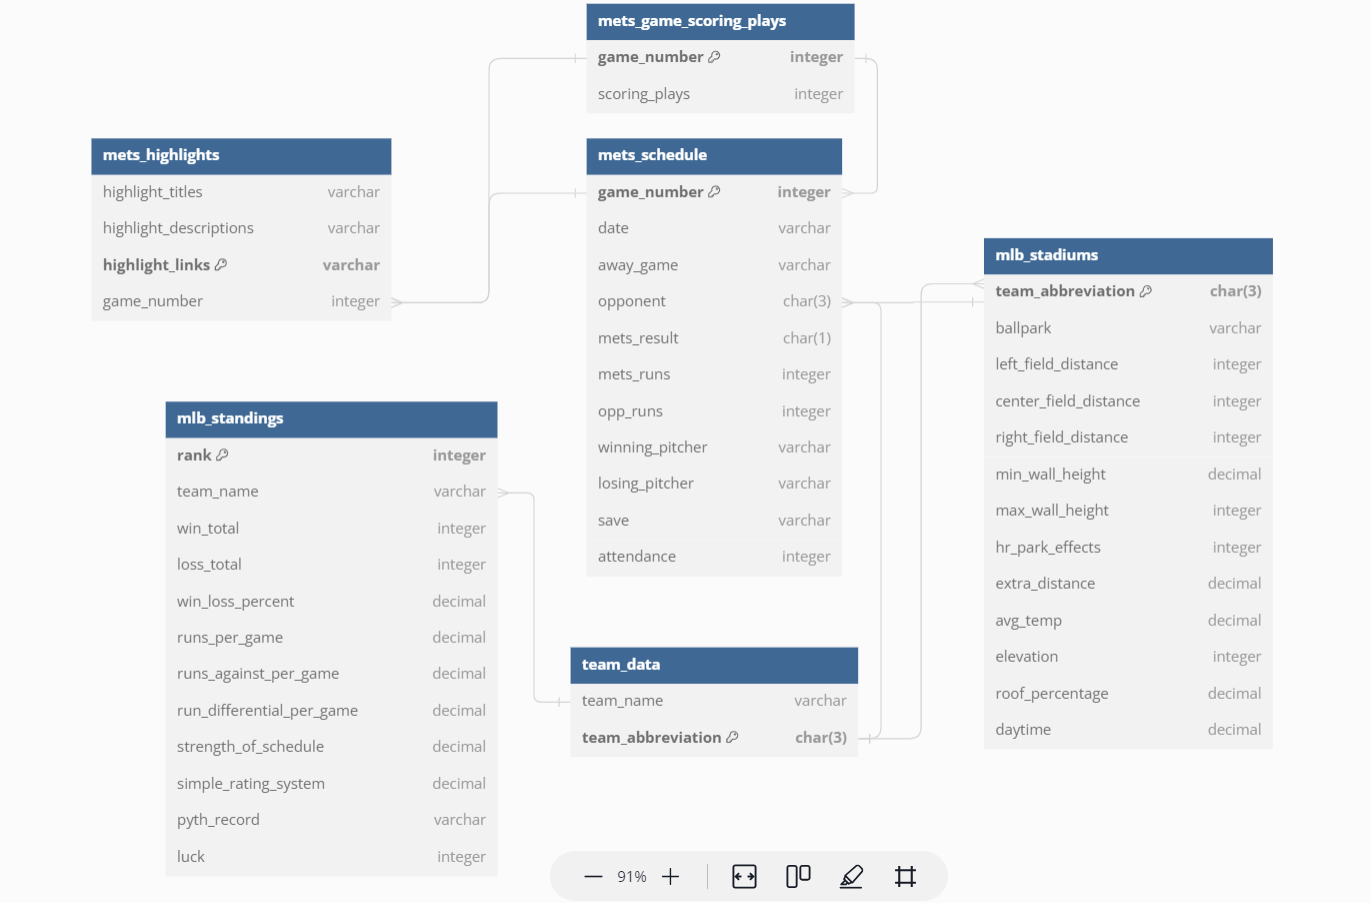 mets_game_scoring_plays
game_number integer
scoring_plays integer
mets_highlights
highlight_titles varchar
highlight_descriptions varchar
highlight_links varchar
game_number integer
mets_schedule
game_number integer
date varchar
away_game varchar
opponent char(3)
mets_result char(1)
mets_runs integer
opp_runs integer
winning_pitcher varchar
losing_pitcher varchar
save varchar
attendance integer
mlb_stadiums
team_abbreviation char(3)
ballpark varchar
left_field_distance integer
center_field_distance integer
right_field_distance integer
min_wall_height decimal
max_wall_height integer
hr_park_effects integer
extra_distance decimal
avg_temp decimal
elevation integer
roof_percentage decimal
daytime decimal
mlb_standings
rank integer
team_name varchar
win_total integer
loss_total integer
win_loss_percent decimal
runs_per_game decimal
runs_against_per_game decimal
run_differential_per_game decimal
strength_of_schedule decimal
simple_rating_system decimal
pyth_record varchar
luck integer
team_data
team_name varchar
team_abbreviation char(3)
91%